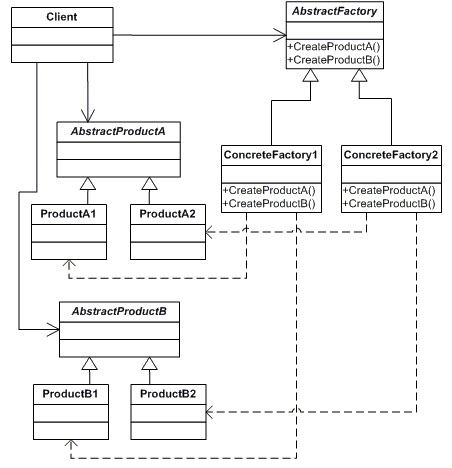 Client
AbstractFactory
+CreateProductA()
+CreateProductB()
AbstractProductA
ConcreteFactory1
+CreateProductA()
+CreateProductB()
ConcreteFactory2
+CreateProductA()
+CreateProductB()
ProductA1
ProductA2
AbstractProductB
ProductB1
ProductB2